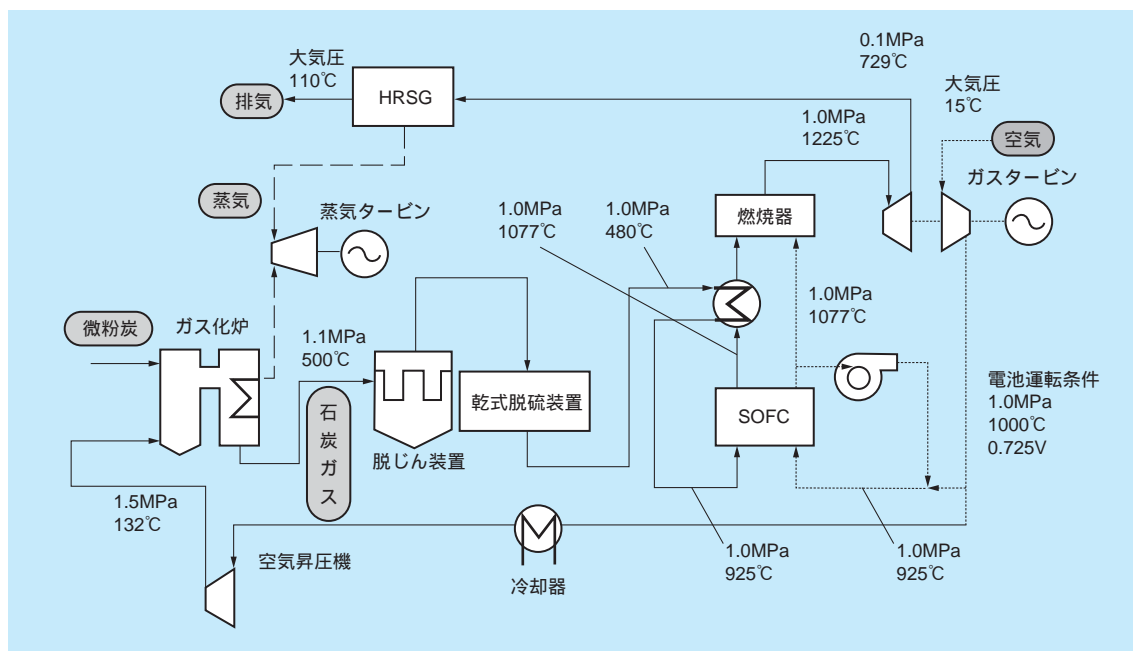 0.1MPa
729℃
大気圧
110℃
HRSG
排気
大気圧
15℃
1.0MPa
1225℃
空気
ガスタービン
蒸気
蒸気タービン
1.0MPa
1077℃
1.0MPa
480℃
燃焼器
微粉炭
ガス化炉
1.1MPa
500℃
1.0MPa
1077℃
石炭ガス
乾式脱硫装置
SOFC
電池運転条件
1.0MPa
1000℃
0.725V
脱じん装置
1.5MPa
132℃
空気昇圧機
冷却器
1.0MPa
925℃
1.0MPa
925℃